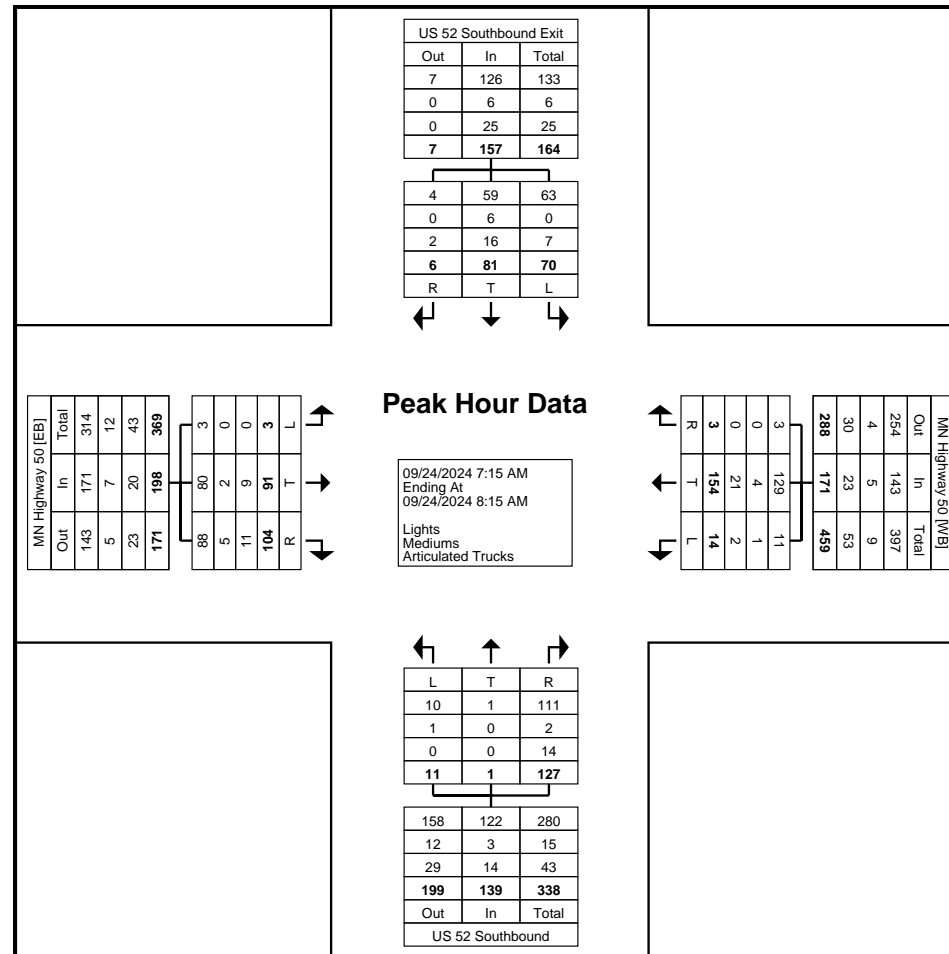 US 52 Southbound Exit
Out In Total
7 126 133
0 6 6
0 25 25
7 157 164
4 59 63
0 6 0
2 16 7
6 81 70
R T L
MN Highway 50 [EB]
Out In Total
143 171 314
5 7 12
23 20 43
171 198 369
88 80 3
5 2 0
11 9 0
104 91 3
R T L
Peak Hour Data
09/24/2024 7:15 AM
Ending At
09/24/2024 8:15 AM
Lights
Mediums
Articulated Trucks
MN Highway 50 [WB]
Out In Total
254 143 397
4 5 9
30 23 53
288 171 459
3 129 11
0 4 1
0 21 2
3 154 14
R T L
L T R
10 1 111
1 0 2
0 0 14
11 1 127
158 122 280
12 3 15
29 14 43
199 139 338
Out In Total
US 52 Southbound